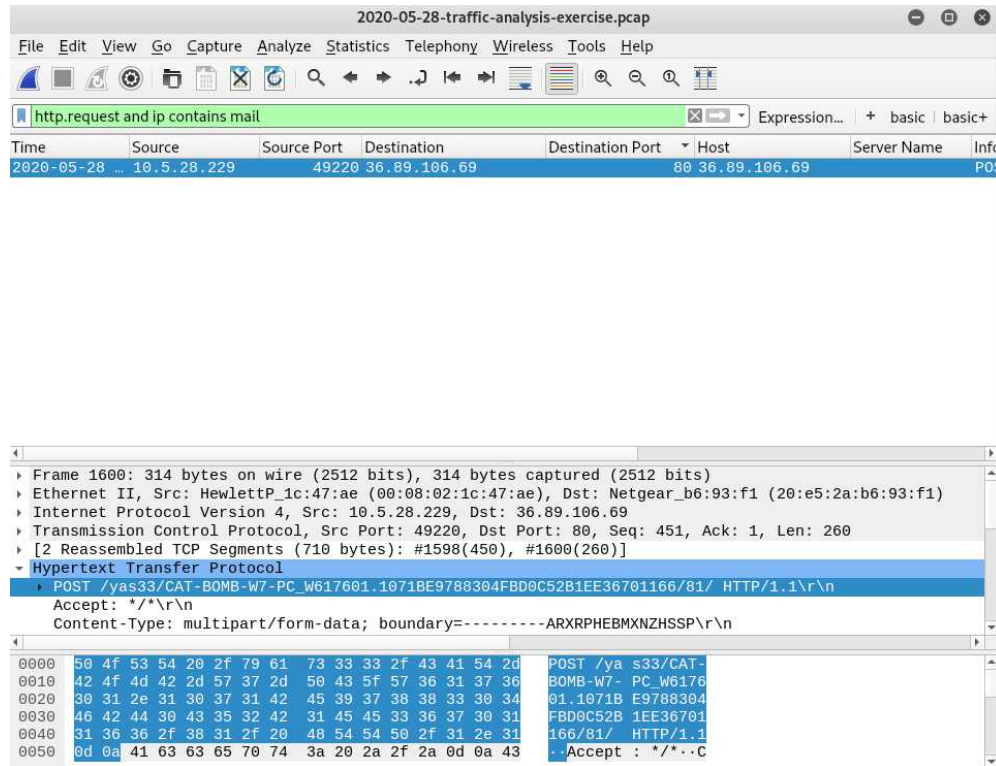 2020-05-28-traffic-analysis-exercise.pcap
File Edit View Go Capture Analyze Statistics Telephony Wireless Tools Help
http.request and ip contains mail Expression... + basic basic+
Time Source Source Port Destination Destination Port Host Server Name Info
2020-05-28 … 10.5.28.229 49220 36.89.106.69 80 36.89.106.69 POS
Frame 1600: 314 bytes on wire (2512 bits), 314 bytes captured (2512 bits)
Ethernet II, Src: HewlettP_1c:47:ae (00:08:02:1c:47:ae), Dst: Netgear_b6:93:f1 (20:e5:2a:b6:93:f1)
Internet Protocol Version 4, Src: 10.5.28.229, Dst: 36.89.106.69
Transmission Control Protocol, Src Port: 49220, Dst Port: 80, Seq: 451, Ack: 1, Len: 260
[2 Reassembled TCP Segments (710 bytes): #1598(450), #1600(260)]
Hypertext Transfer Protocol
POST /yas33/CAT-BOMB-W7-PC_W617601.1071BE9788304FBD0C52B1EE36701166/81/ HTTP/1.1\r\n
Accept: */*\r\n
Content-Type: multipart/form-data; boundary=---------ARXRPHEBMXNZHSSP\r\n
0000 50 4f 53 54 20 2f 79 61 73 33 33 2f 43 41 54 2d POST /ya s33/CAT-
0010 42 4f 4d 42 2d 57 37 2d 50 43 5f 57 36 31 37 36 BOMB-W7- PC_W6176
0020 30 31 2e 31 30 37 31 42 45 39 37 38 38 33 30 34 01.1071B E9788304
0030 46 42 44 30 43 35 32 42 31 45 45 33 36 37 30 31 FBD0C52B 1EE36701
0040 31 36 36 2f 38 31 2f 20 48 54 54 50 2f 31 2e 31 166/81/ HTTP/1.1
0050 0d 0a 41 63 63 65 70 74 3a 20 2a 2f 2a 0d 0a 43 ··Accept : */*··C